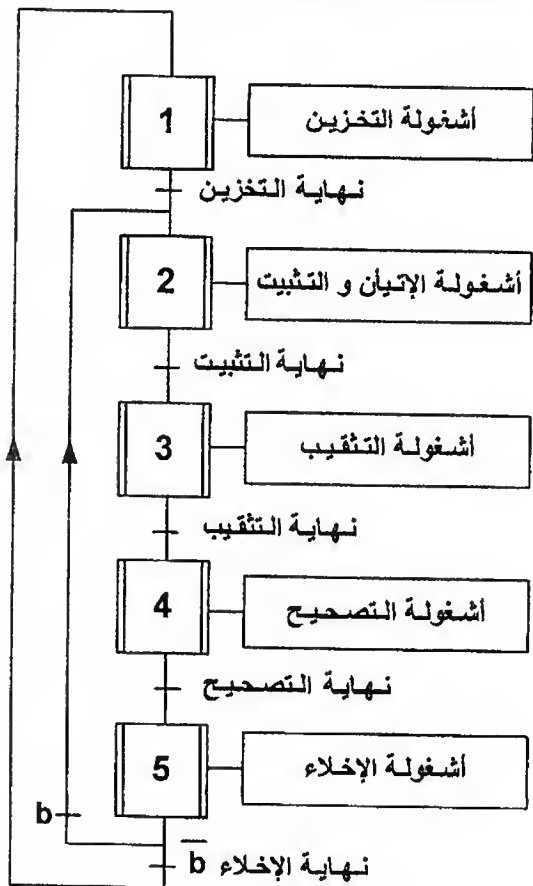 1
أشغولة التخزين
نهاية التخزين
2
أشغولة الإتيأن و التثبيت
نهاية التثبيت
3
أشغولة التثقيب
نهاية التثقيب
4
أشغولة التصحيح
نهاية التصحيح
5
أشغولة الإخلاء
b
b̅ نهاية الإخلاء